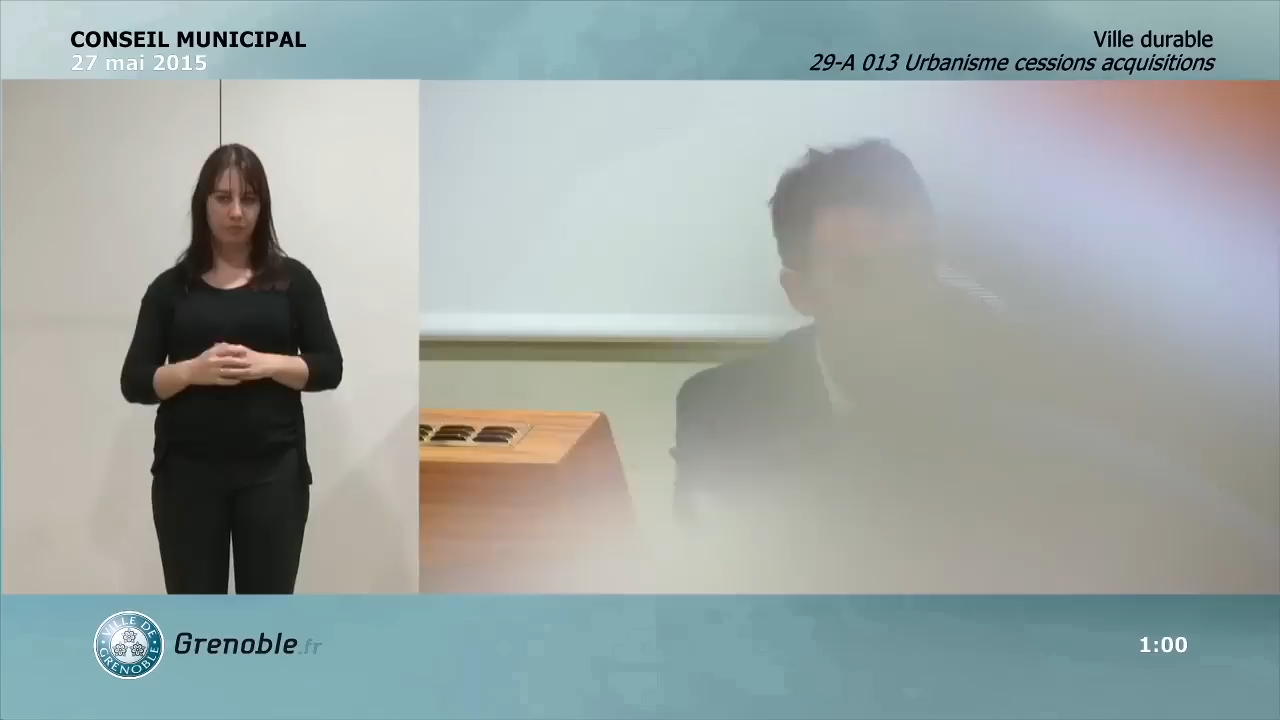 CONSEIL MUNICIPAL
27 mai 2015
Ville durable
29-A 013 Urbanisme cessions acquisitions
VILLE DE
GRENOBLE
Grenoble.fr
1:00